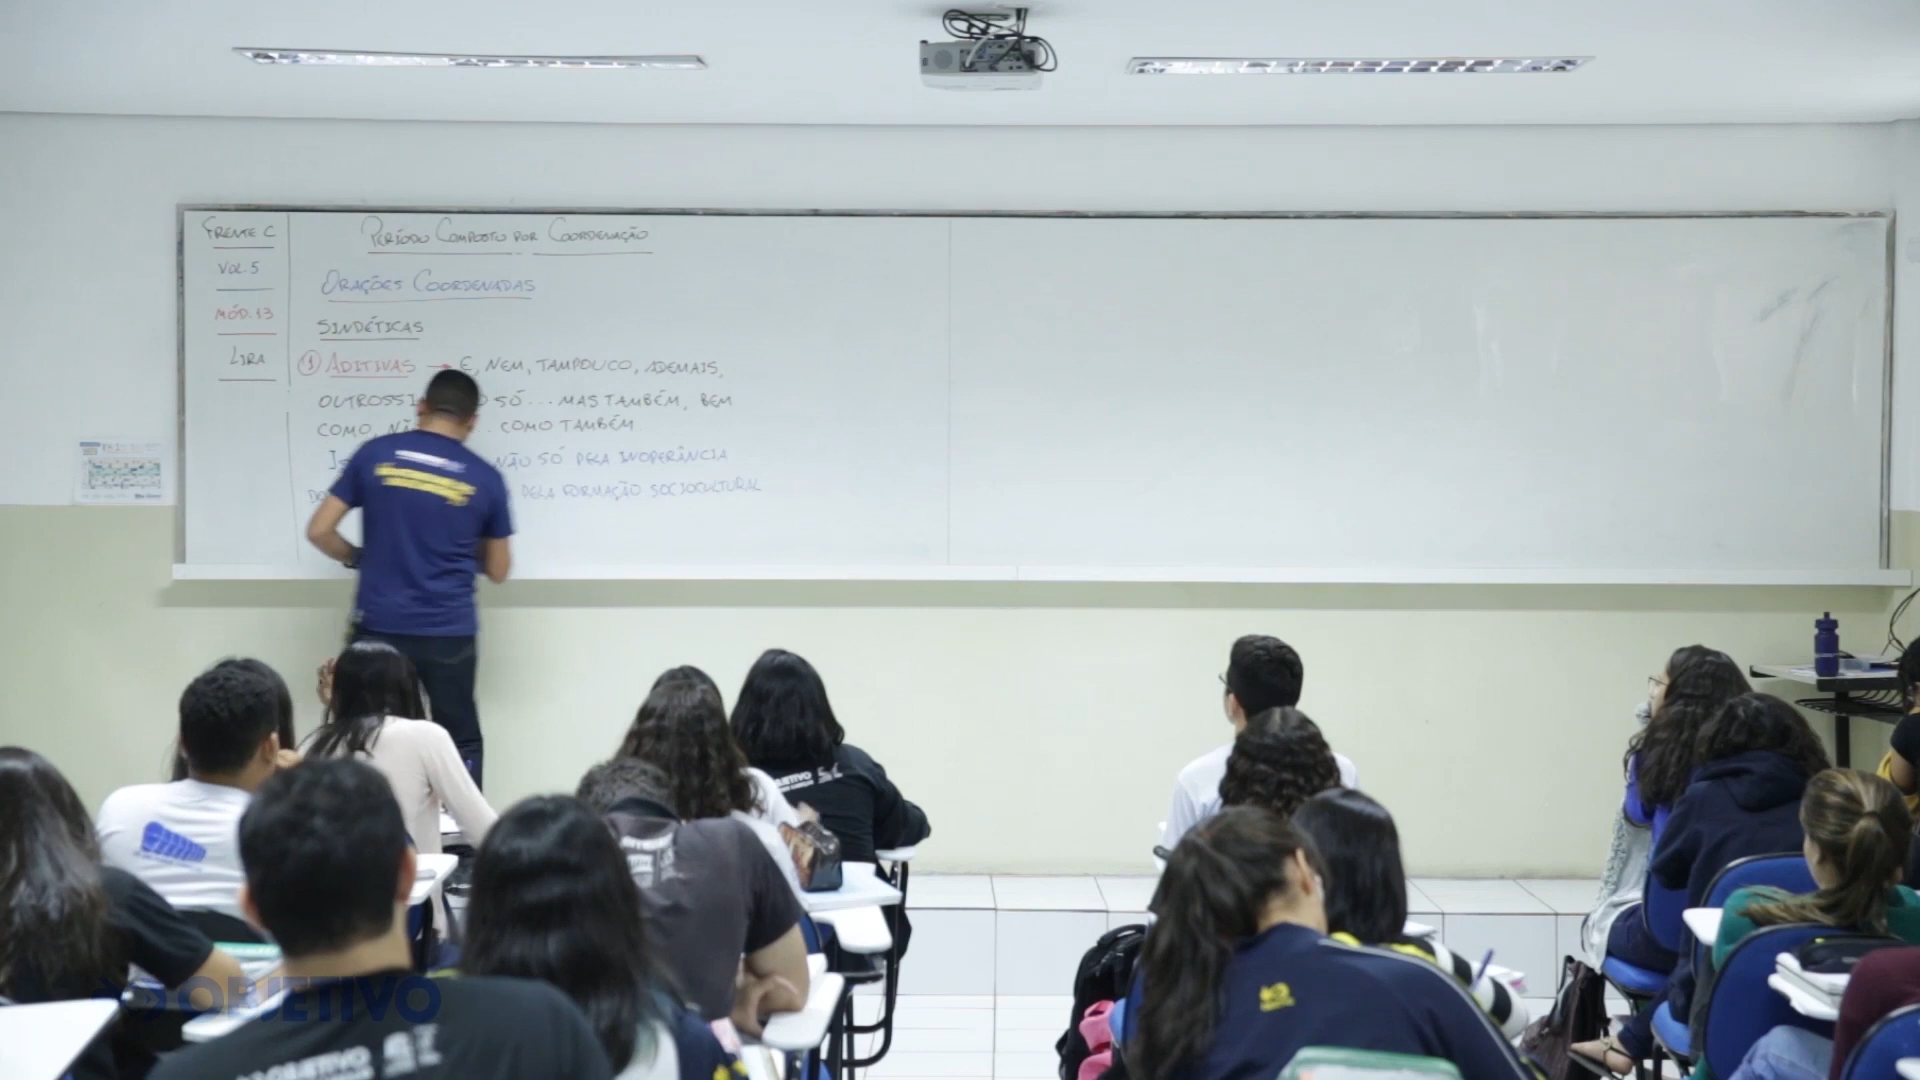 FRENTE C
VOL. 5
MÓD. 13
LIRA
PERÍODO COMPOSTO POR COORDENAÇÃO
ORAÇÕES COORDENADAS
SINDÉTICAS
1 ADITIVAS → E, NEM, TAMPOUCO, ADEMAIS,
SÓ... MAS TAMBÉM, BEM
COMO, ... COMO TAMBÉM
NÃO SÓ PELA INOPERÂNCIA
PELA FORMAÇÃO SOCIOCULTURAL
OBJETIVO
OBJETIVO